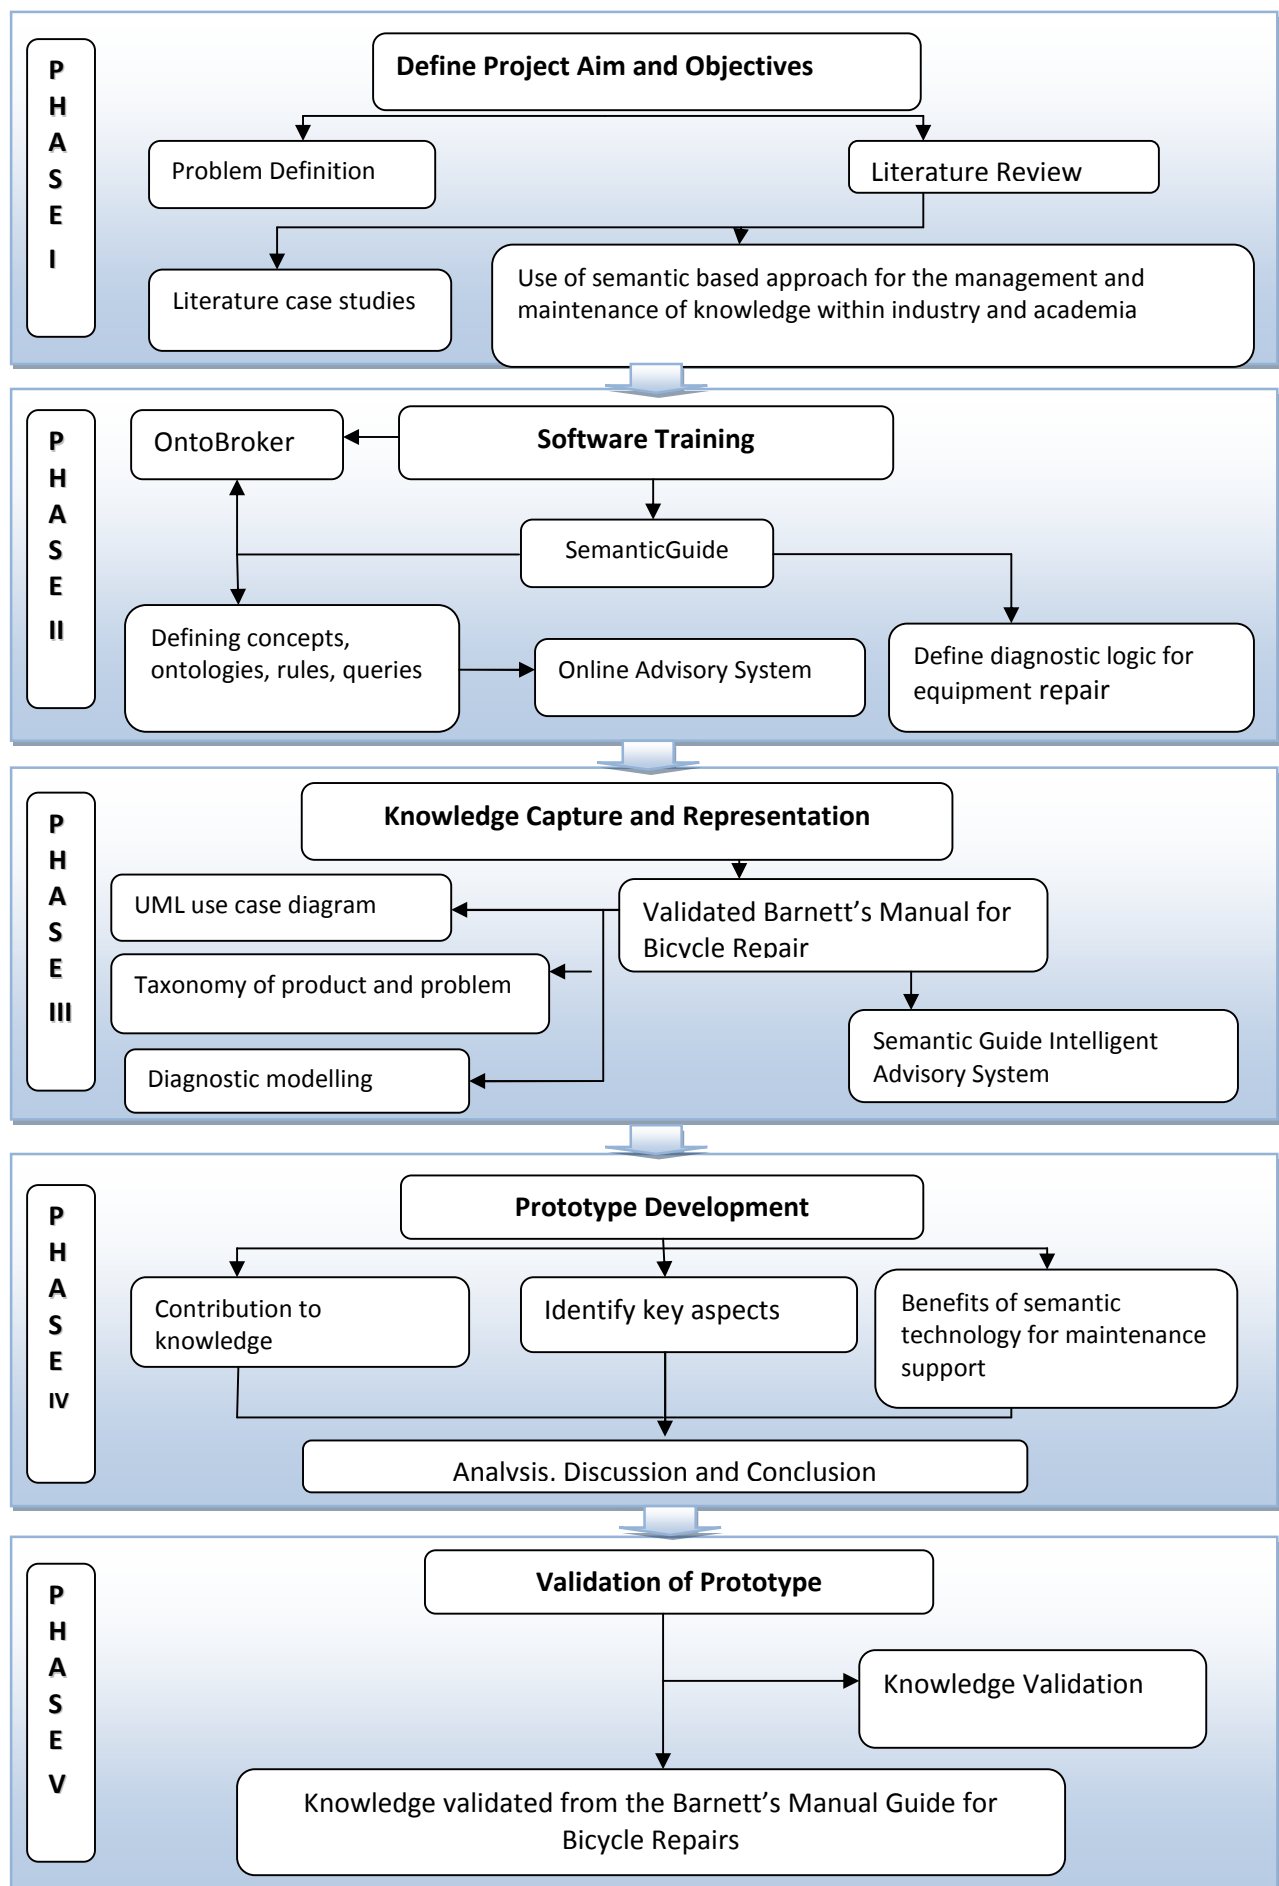 P
H
A
S
E
I
Define Project Aim and Objectives
Problem Definition
Literature Review
Literature case studies
Use of semantic based approach for the management and
maintenance of knowledge within industry and academia
P
H
A
S
E
II
OntoBroker
Software Training
SemanticGuide
Defining concepts,
ontologies, rules, queries
Online Advisory System
Define diagnostic logic for
equipment repair
P
H
A
S
E
III
Knowledge Capture and Representation
UML use case diagram
Validated Barnett’s Manual for
Bicycle Repair
Taxonomy of product and problem
Diagnostic modelling
Semantic Guide Intelligent
Advisory System
P
H
A
S
E
IV
Prototype Development
Contribution to
knowledge
Identify key aspects
Benefits of semantic
technology for maintenance
support
Analysis. Discussion and Conclusion
P
H
A
S
E
V
Validation of Prototype
Knowledge Validation
Knowledge validated from the Barnett’s Manual Guide for
Bicycle Repairs